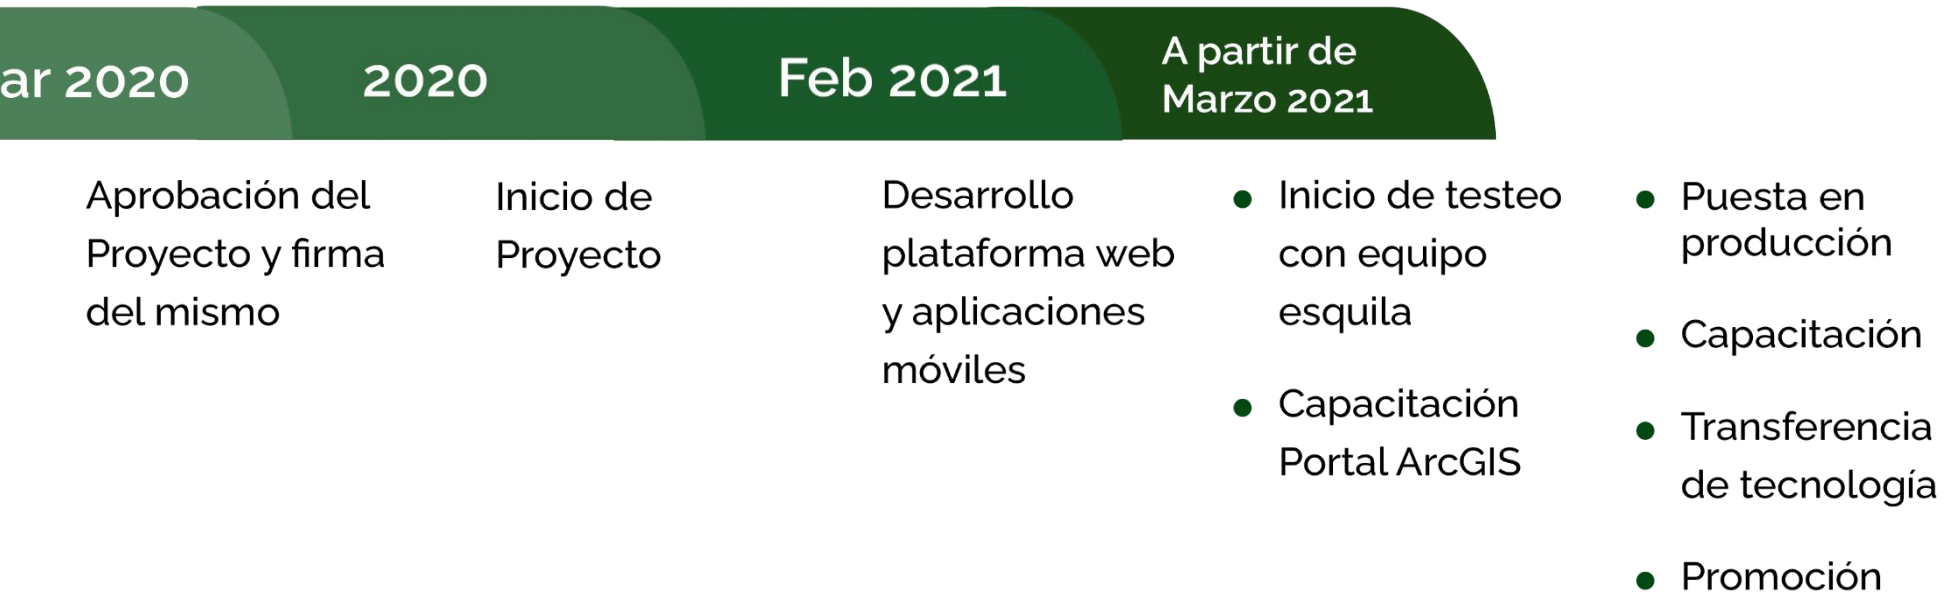 ar 2020
2020
Feb 2021
A partir de
Marzo 2021
Aprobación del
Proyecto y firma
del mismo
Inicio de
Proyecto
Desarrollo
plataforma web
y aplicaciones
móviles
Inicio de testeo
con equipo
esquila
Capacitación
Portal ArcGIS
Puesta en
producción
Capacitación
Transferencia
de tecnología
Promoción